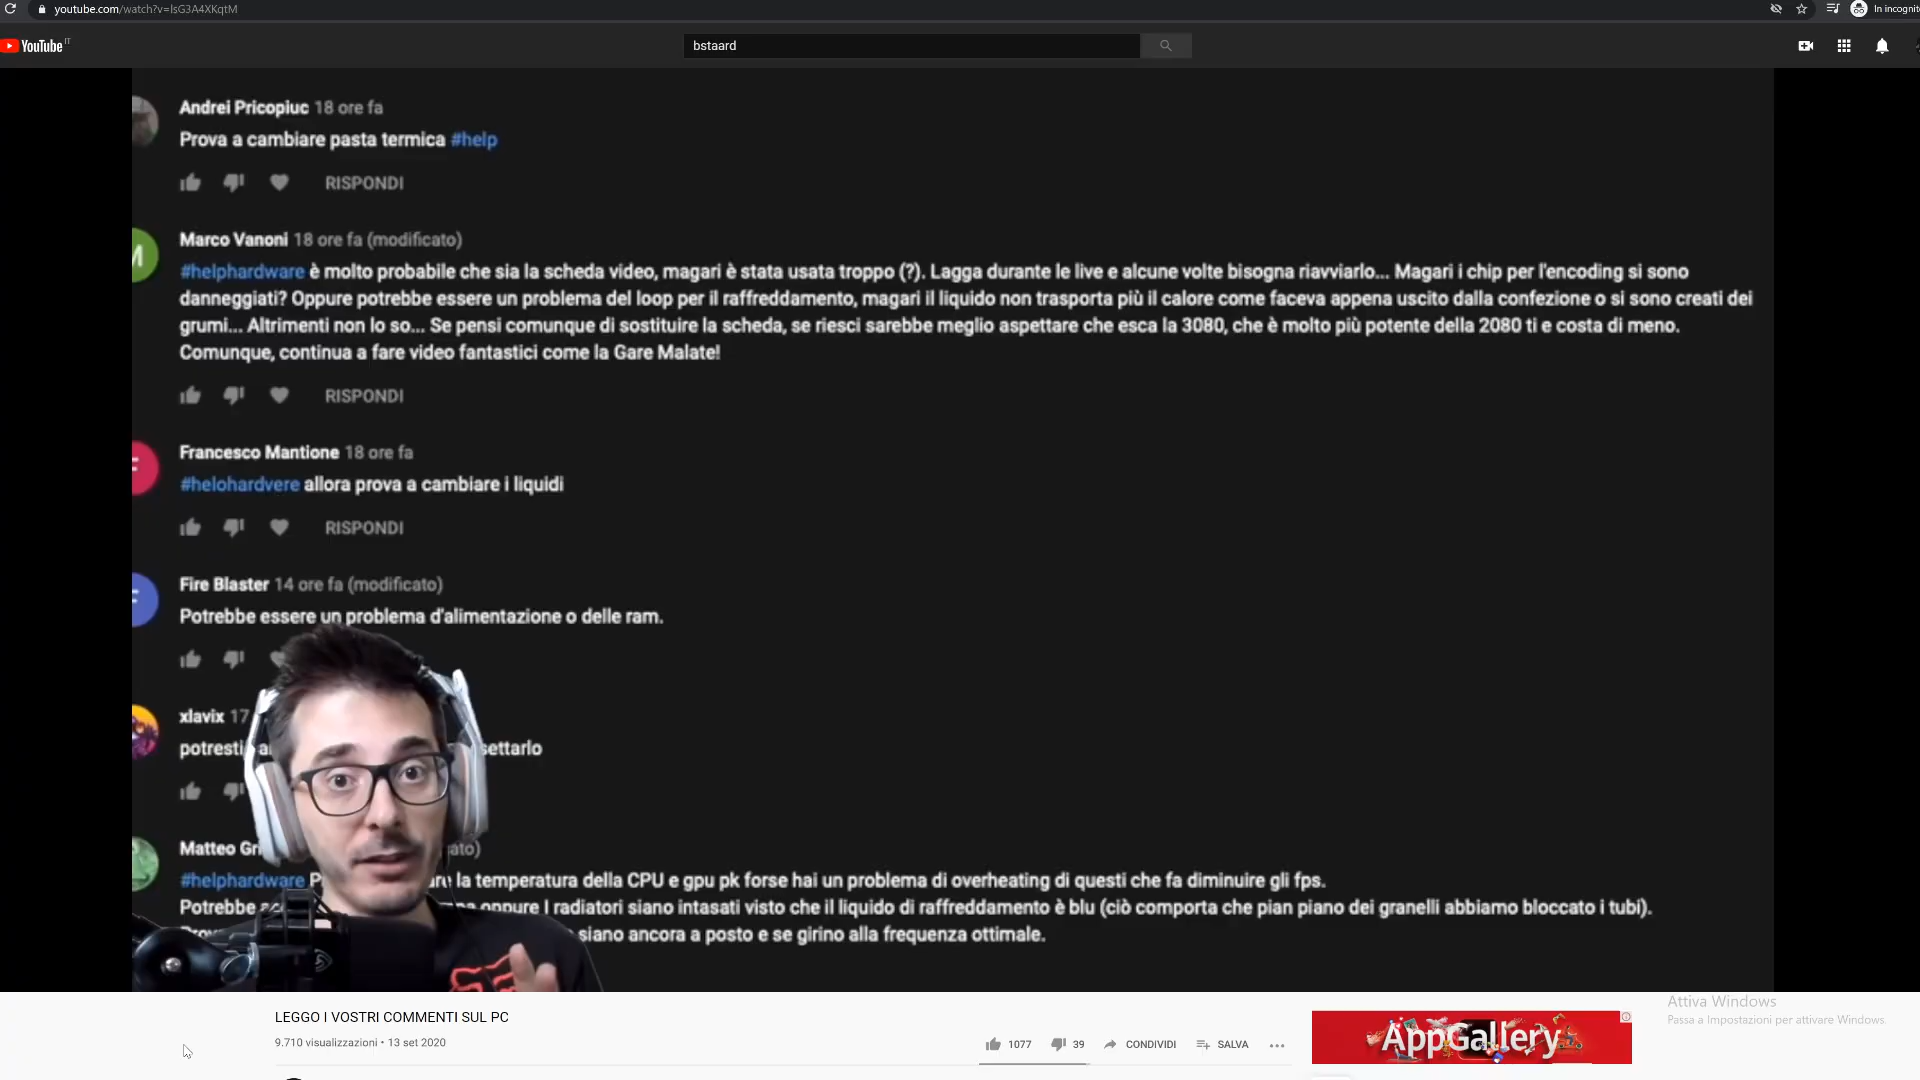 youtube.com/watch?v=lsG3A4XKqtM
In incognito
YouTube IT
bstaard
Andrei Pricopiuc 18 ore fa
Prova a cambiare pasta termica #help
RISPONDI
Marco Vanoni 18 ore fa (modificato)
#helphardware è molto probabile che sia la scheda video, magari è stata usata troppo (?). Lagga durante le live e alcune volte bisogna riavviarlo... Magari i chip per l'encoding si sono
danneggiati? Oppure potrebbe essere un problema del loop per il raffreddamento, magari il liquido non trasporta più il calore come faceva appena uscito dalla confezione o si sono creati dei
grumi... Altrimenti non lo so... Se pensi comunque di sostituire la scheda, se riesci sarebbe meglio aspettare che esca la 3080, che è molto più potente della 2080 ti e costa di meno.
Comunque, continua a fare video fantastici come la Gare Malate!
RISPONDI
Francesco Mantione 18 ore fa
#helohardvere allora prova a cambiare i liquidi
RISPONDI
Fire Blaster 14 ore fa (modificato)
Potrebbe essere un problema d'alimentazione o delle ram.
xlavix 17
potresti settarlo
Matteo
#helphardware la temperatura della CPU e gpu pk forse hai un problema di overheating di questi che fa diminuire gli fps.
Potrebbe oppure I radiatori siano intasati visto che il liquido di raffreddamento è blu (ciò comporta che pian piano dei granelli abbiamo bloccato i tubi).
siano ancora a posto e se girino alla frequenza ottimale.
LEGGO I VOSTRI COMMENTI SUL PC
9.710 visualizzazioni • 13 set 2020
1077 39 CONDIVIDI SALVA
AppGallery
Attiva Windows
Passa a Impostazioni per attivare Windows.